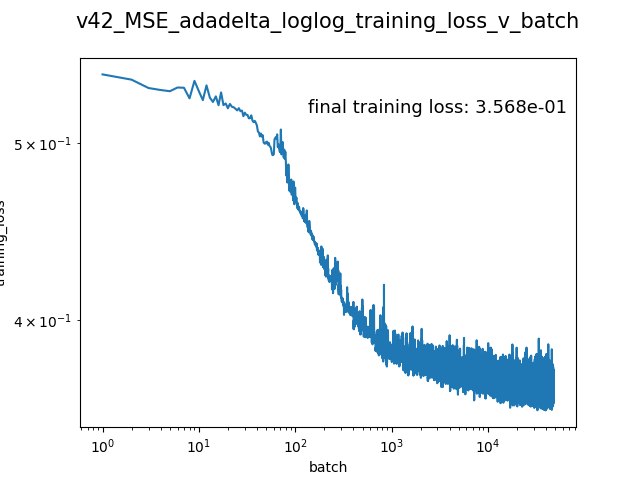 v42_MSE_adadelta_loglog_training_loss_v_batch
final training loss: 3.568e-01
5 × 10⁻¹
training_loss
4 × 10⁻¹
10⁰ 10¹ 10² 10³ 10⁴
batch